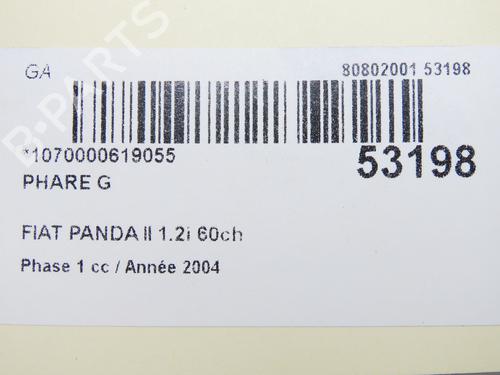 GA 80802001 53198
*1070000619055 53198
PHARE G
FIAT PANDA II 1.2i 60ch
Phase 1 cc / Année 2004
B-PARTS